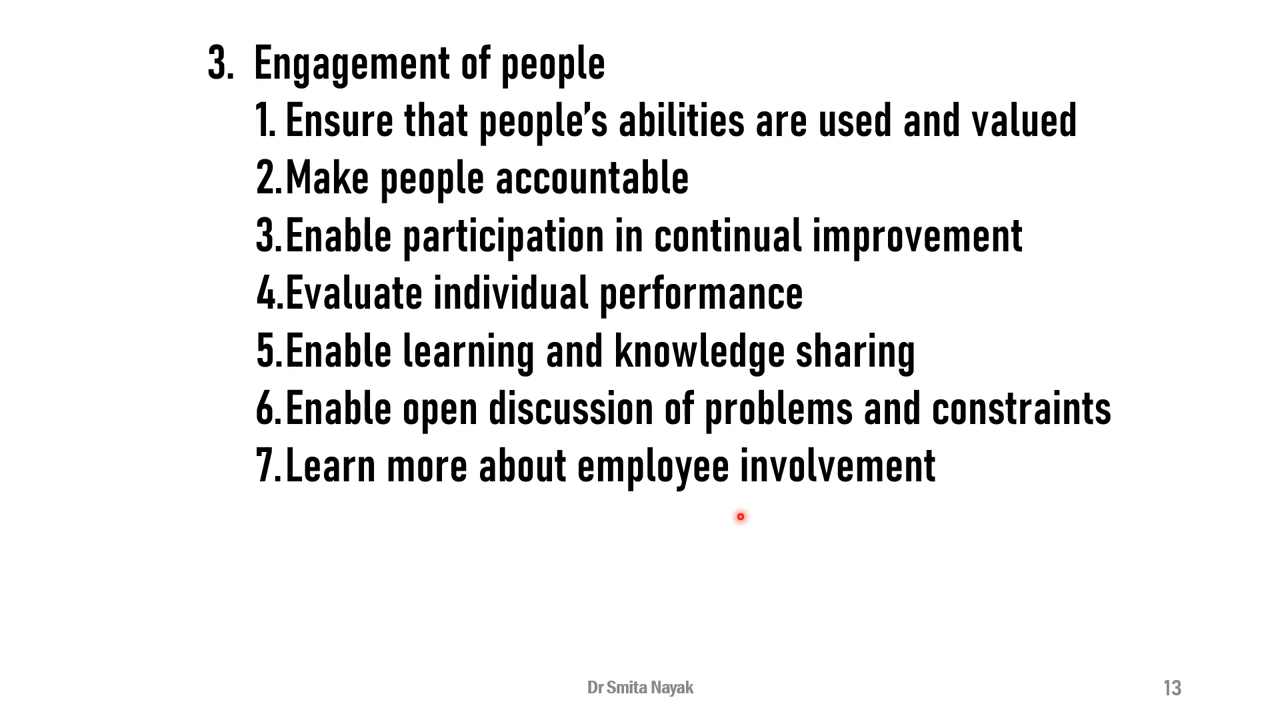 3. Engagement of people
1. Ensure that people's abilities are used and valued
2.Make people accountable
3.Enable participation in continual improvement
4.Evaluate individual performance
5.Enable learning and knowledge sharing
6.Enable open discussion of problems and constraints
7.Learn more about employee involvement
Dr Smita Nayak
13